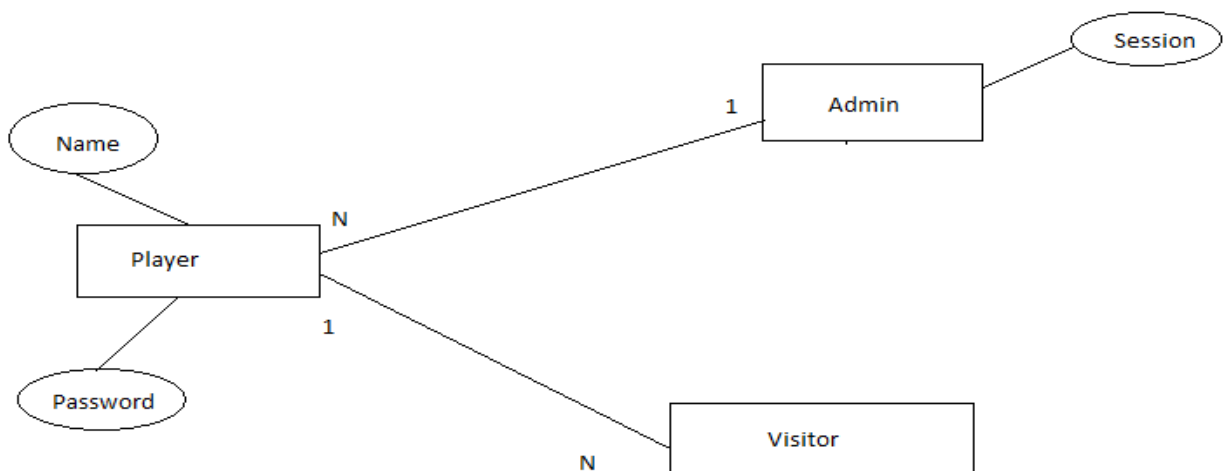 Session
Admin
1
Name
N
Player
1
Password
Visitor
N